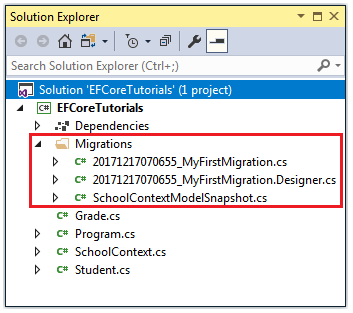 Solution Explorer
Search Solution Explorer (Ctrl+;)
Solution 'EFCoreTutorials' (1 project)
C# EFCoreTutorials
Dependencies
Migrations
C# 20171217070655_MyFirstMigration.cs
C# 20171217070655_MyFirstMigration.Designer.cs
C# SchoolContextModelSnapshot.cs
C# Grade.cs
C# Program.cs
C# SchoolContext.cs
C# Student.cs